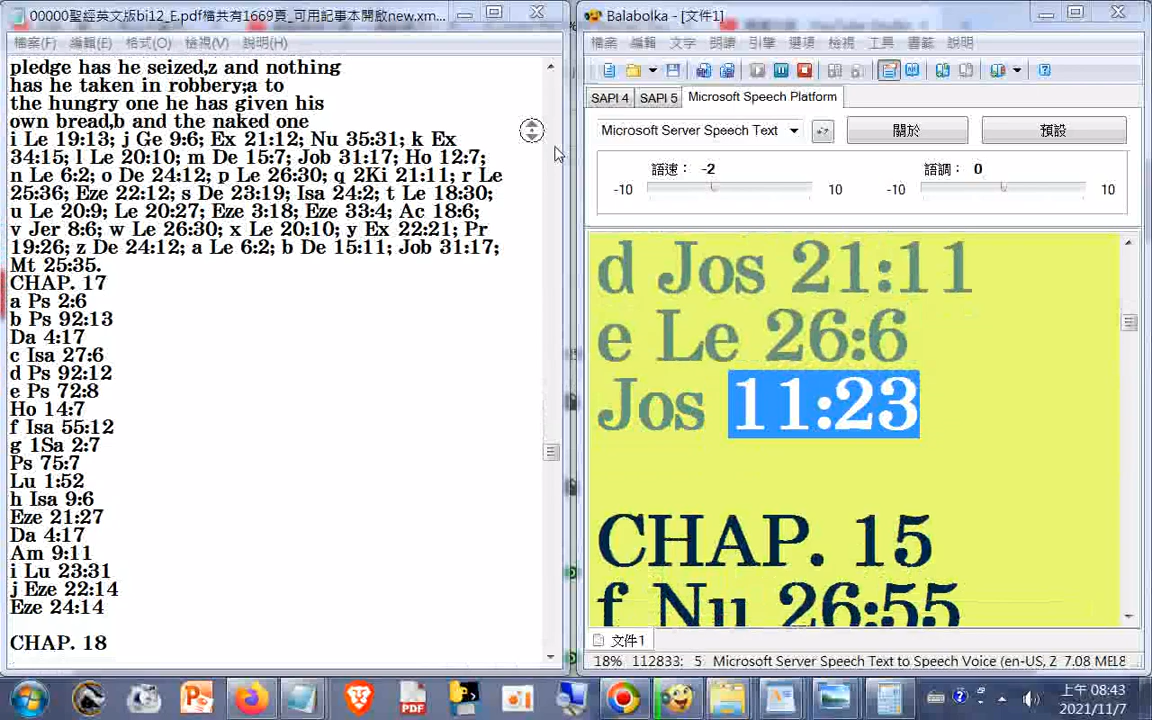 00000聖經英文版bi12_E.pdf檔共有1669頁_可用記事本開啟new.xm...
檔案(F) 編輯(E) 格式(O) 檢視(V) 說明(H)
pledge has he seized,z and nothing
has he taken in robbery;a to
the hungry one he has given his
own bread,b and the naked one
i Le 19:13; j Ge 9:6; Ex 21:12; Nu 35:31; k Ex
34:15; l Le 20:10; m De 15:7; Job 31:17; Ho 12:7;
n Le 6:2; o De 24:12; p Le 26:30; q 2Ki 21:11; r Le
25:36; Eze 22:12; s De 23:19; Isa 24:2; t Le 18:30;
u Le 20:9; Le 20:27; Eze 3:18; Eze 33:4; Ac 18:6;
v Jer 8:6; w Le 26:30; x Le 20:10; y Ex 22:21; Pr
19:26; z De 24:12; a Le 6:2; b De 15:11; Job 31:17;
Mt 25:35.
CHAP. 17
a Ps 2:6
b Ps 92:13
Da 4:17
c Isa 27:6
d Ps 92:12
e Ps 72:8
Ho 14:7
f Isa 55:12
g 1Sa 2:7
Ps 75:7
Lu 1:52
h Isa 9:6
Eze 21:27
Da 4:17
Am 9:11
i Lu 23:31
j Eze 22:14
Eze 24:14
CHAP. 18
Balabolka - [文件1]
檔案 編輯 文字 朗讀 引擎 選項 檢視 工具 書籤 說明
SAPI 4 SAPI 5 Microsoft Speech Platform
Microsoft Server Speech Text 關於 預設
語速： -2 語調： 0
-10 10 -10 10
d Jos 21:11
e Le 26:6
Jos 11:23
CHAP. 15
f Nu 26:55
文件1
18% 112833: 5 Microsoft Server Speech Text to Speech Voice (en-US, 2 7.08 MEL8
PDF
上午 08:43
2021/11/7